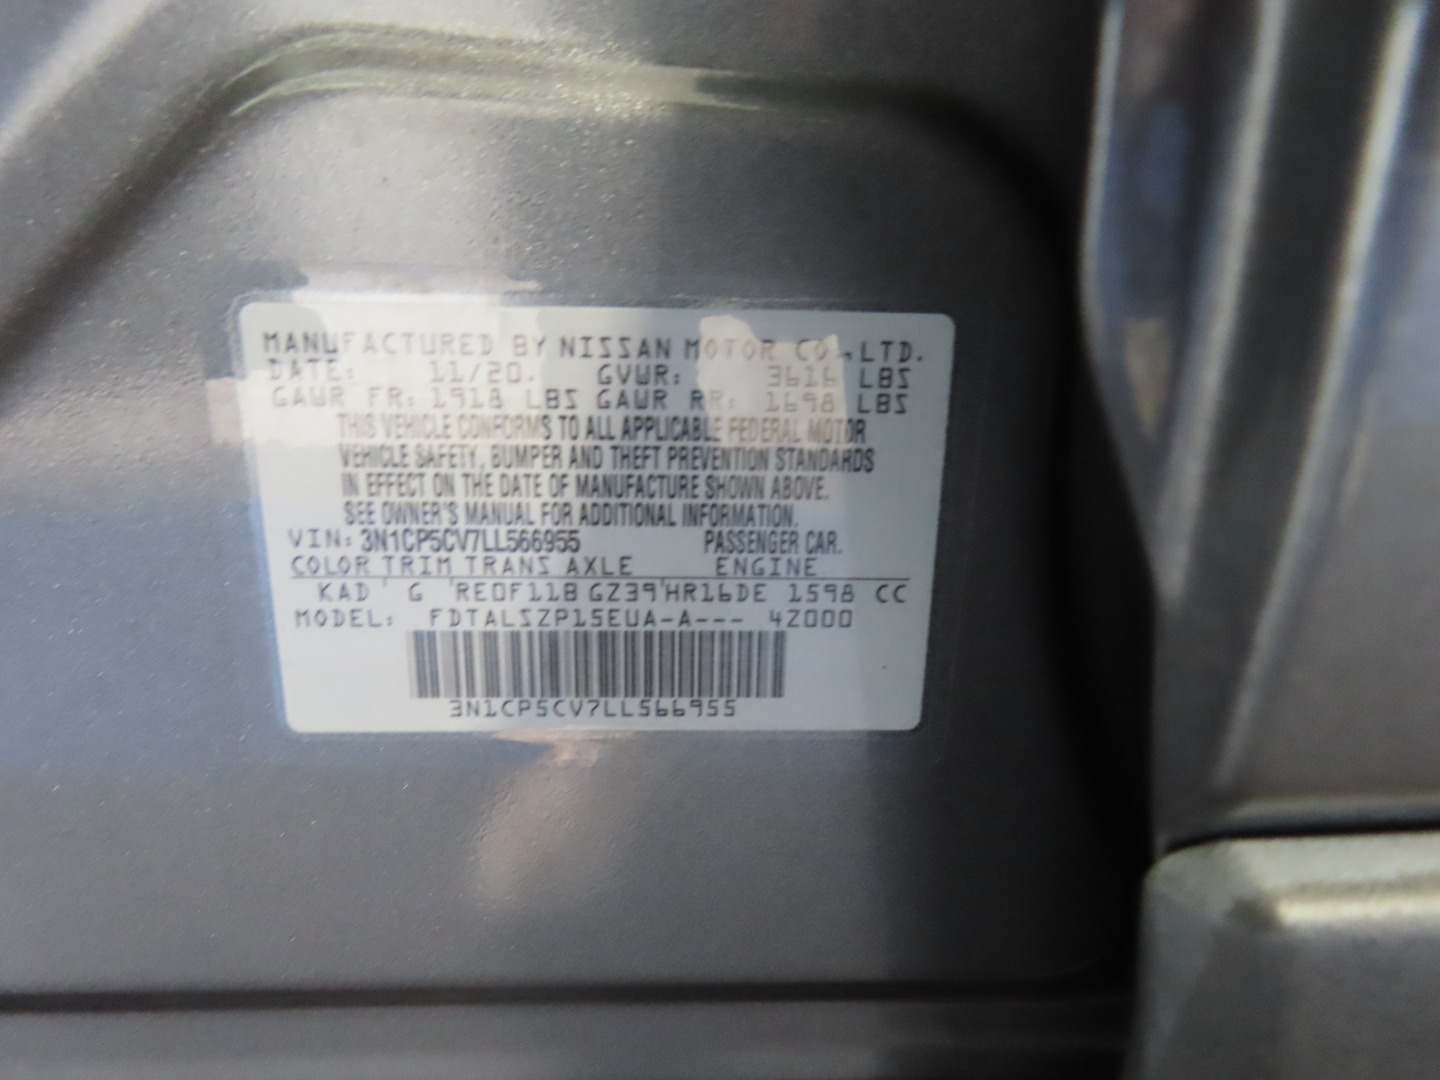 MANUFACTURED BY NISSAN MOTOR CO.,LTD.
DATE: 11/20. GVWR: 3616 LBS
GAWR FR: 1918 LBS GAWR RR: 1698 LBS
THIS VEHICLE CONFORMS TO ALL APPLICABLE FEDERAL MOTOR
VEHICLE SAFETY, BUMPER AND THEFT PREVENTION STANDARDS
IN EFFECT ON THE DATE OF MANUFACTURE SHOWN ABOVE.
SEE OWNER'S MANUAL FOR ADDITIONAL INFORMATION.
VIN: 3N1CP5CV7LL566955 PASSENGER CAR.
COLOR TRIM TRANS AXLE ENGINE
KAD ' G 'RE0F11B GZ39'HR16DE 1598 CC
MODEL: FDTALSZP15EUA-A--- 42000
3N1CP5CV7LL566955